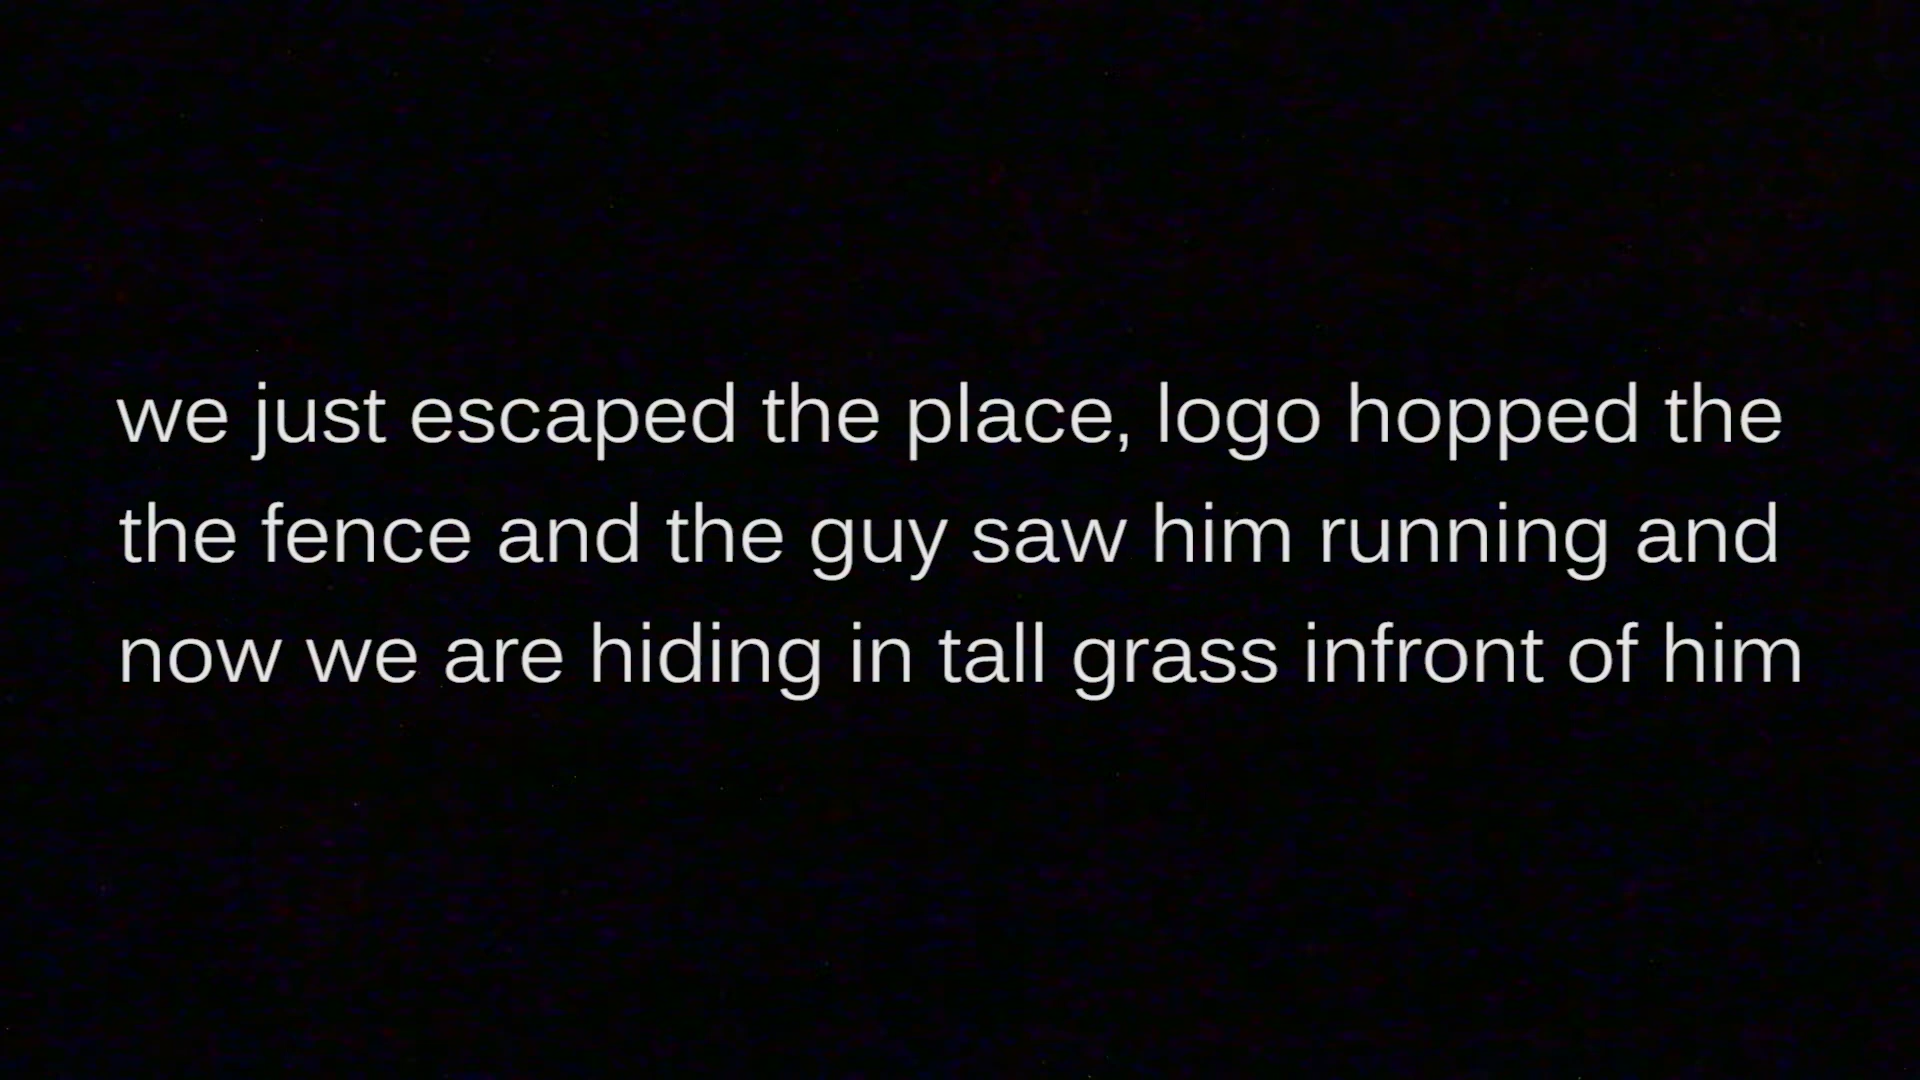 we just escaped the place, logo hopped the
the fence and the guy saw him running and
now we are hiding in tall grass infront of him